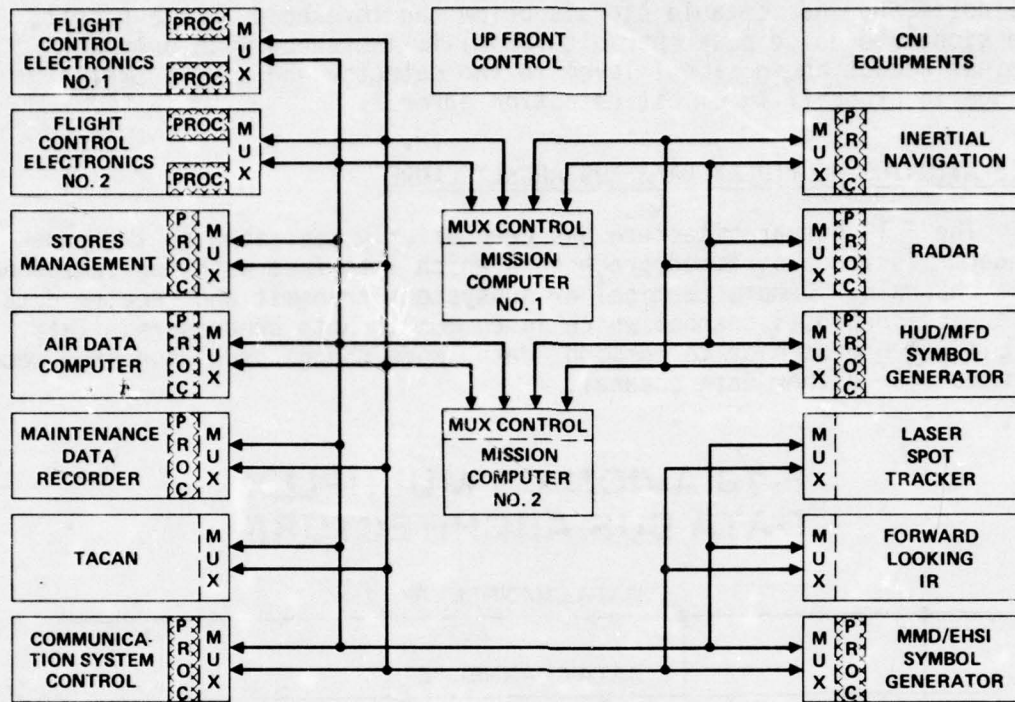 FLIGHT
CONTROL
ELECTRONICS
NO. 1
PROC
PROC
MUX
UP FRONT
CONTROL
CNI
EQUIPMENTS
FLIGHT
CONTROL
ELECTRONICS
NO. 2
PROC
PROC
MUX
MUX
PROC
INERTIAL
NAVIGATION
STORES
MANAGEMENT
PROC
MUX
MUX CONTROL
MISSION
COMPUTER
NO. 1
MUX
PROC
RADAR
AIR DATA
COMPUTER
PROC
MUX
MUX
PROC
HUD/MFD
SYMBOL
GENERATOR
MAINTENANCE
DATA
RECORDER
PROC
MUX
MUX CONTROL
MISSION
COMPUTER
NO. 2
MUX
LASER
SPOT
TRACKER
TACAN
MUX
MUX
FORWARD
LOOKING
IR
COMMUNICA-
TION SYSTEM
CONTROL
PROC
MUX
MUX
PROC
MMD/EHSI
SYMBOL
GENERATOR